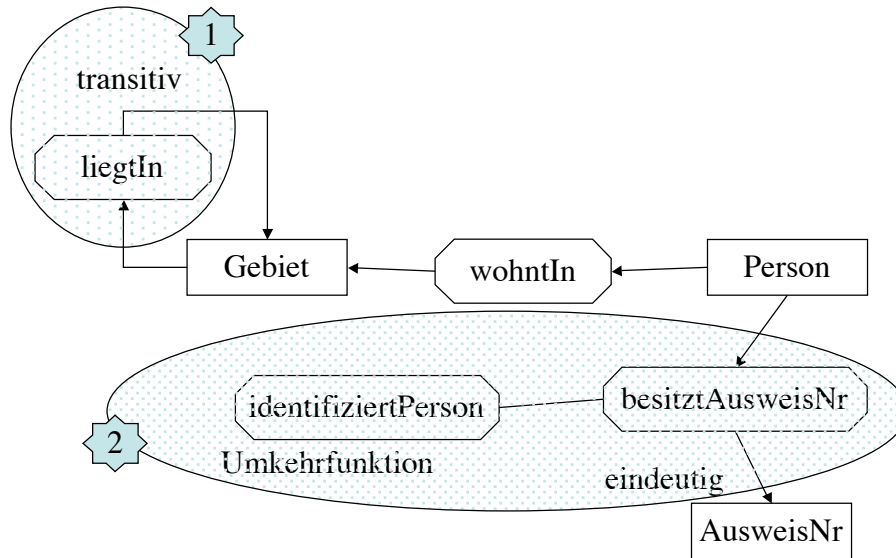 1
transitiv
liegtIn
Gebiet
wohntIn
Person
identifiziertPerson
besitztAusweisNr
2
Umkehrfunktion
eindeutig
AusweisNr